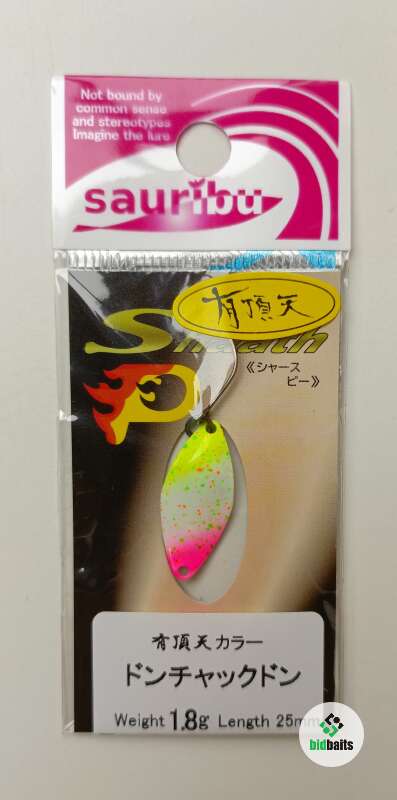 Not bound by
common sense
and stereotypes
Imagine the lure
sauribu
有頂天
《シャース
ピー》
P
有頂天カラー
ドンチャックドン
Weight 1.8g Length 25mm
bidbaits